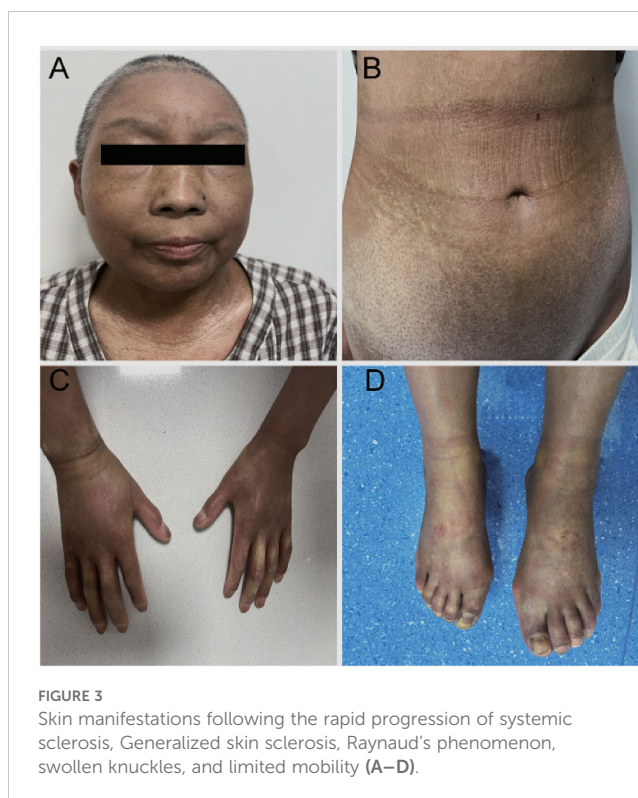 A
B
C
D
FIGURE 3
Skin manifestations following the rapid progression of systemic
sclerosis, Generalized skin sclerosis, Raynaud’s phenomenon,
swollen knuckles, and limited mobility (A–D).